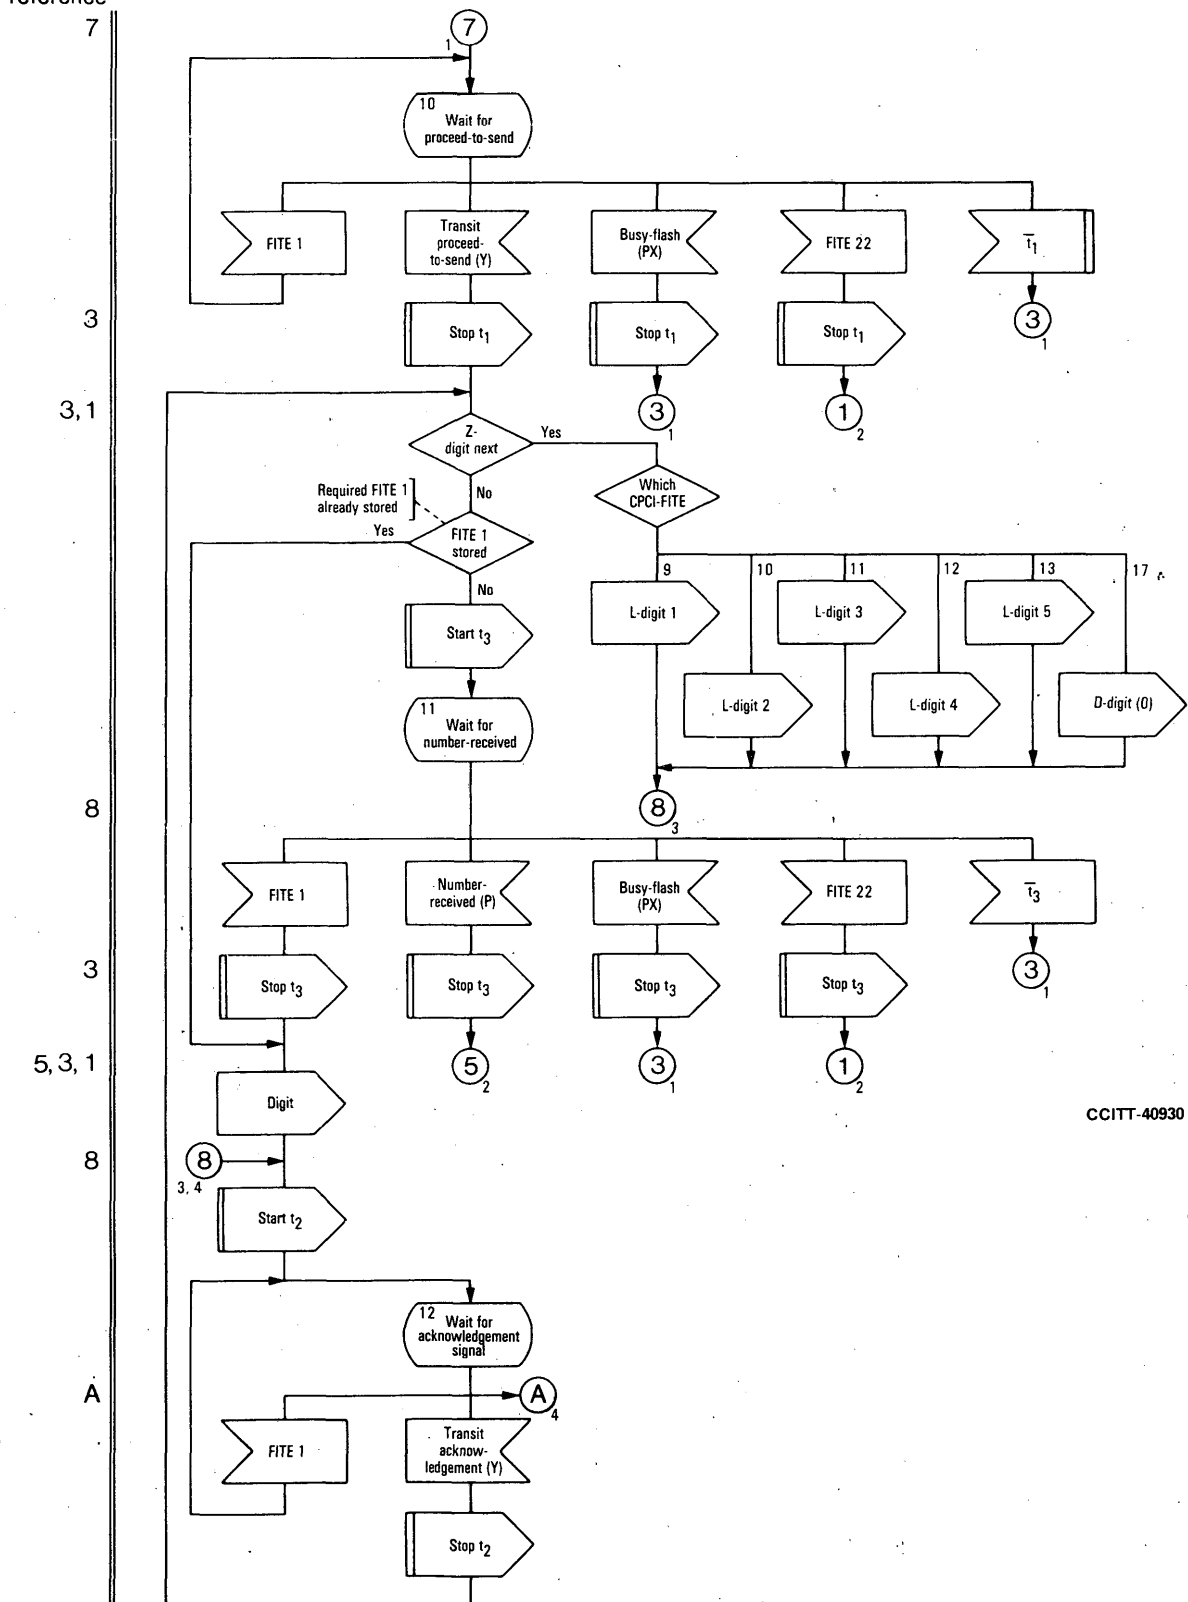 reference
7
7
1
10
Wait for
proceed-to-send
FITE 1
Transit
proceed-
to-send (Y)
Busy-flash
(PX)
FITE 22
t1
3
Stop t1
Stop t1
Stop t1
3
1
3, 1
3
1
1
2
Z-
digit next
Yes
No
Which
CPCI-FITE
Required FITE 1
already stored
Yes
FITE 1
stored
No
9
10
11
12
13
17
L-digit 1
L-digit 3
L-digit 5
Start t3
L-digit 2
L-digit 4
D-digit (0)
11
Wait for
number-received
8
8
3
FITE 1
Number-
received (P)
Busy-flash
(PX)
FITE 22
t3
3
Stop t3
Stop t3
Stop t3
Stop t3
3
1
5, 3, 1
5
2
3
1
1
2
Digit
CCITT-40930
8
8
3, 4
Start t2
12
Wait for
acknowledgement
signal
A
A
4
FITE 1
Transit
acknow-
ledgement (Y)
Stop t2